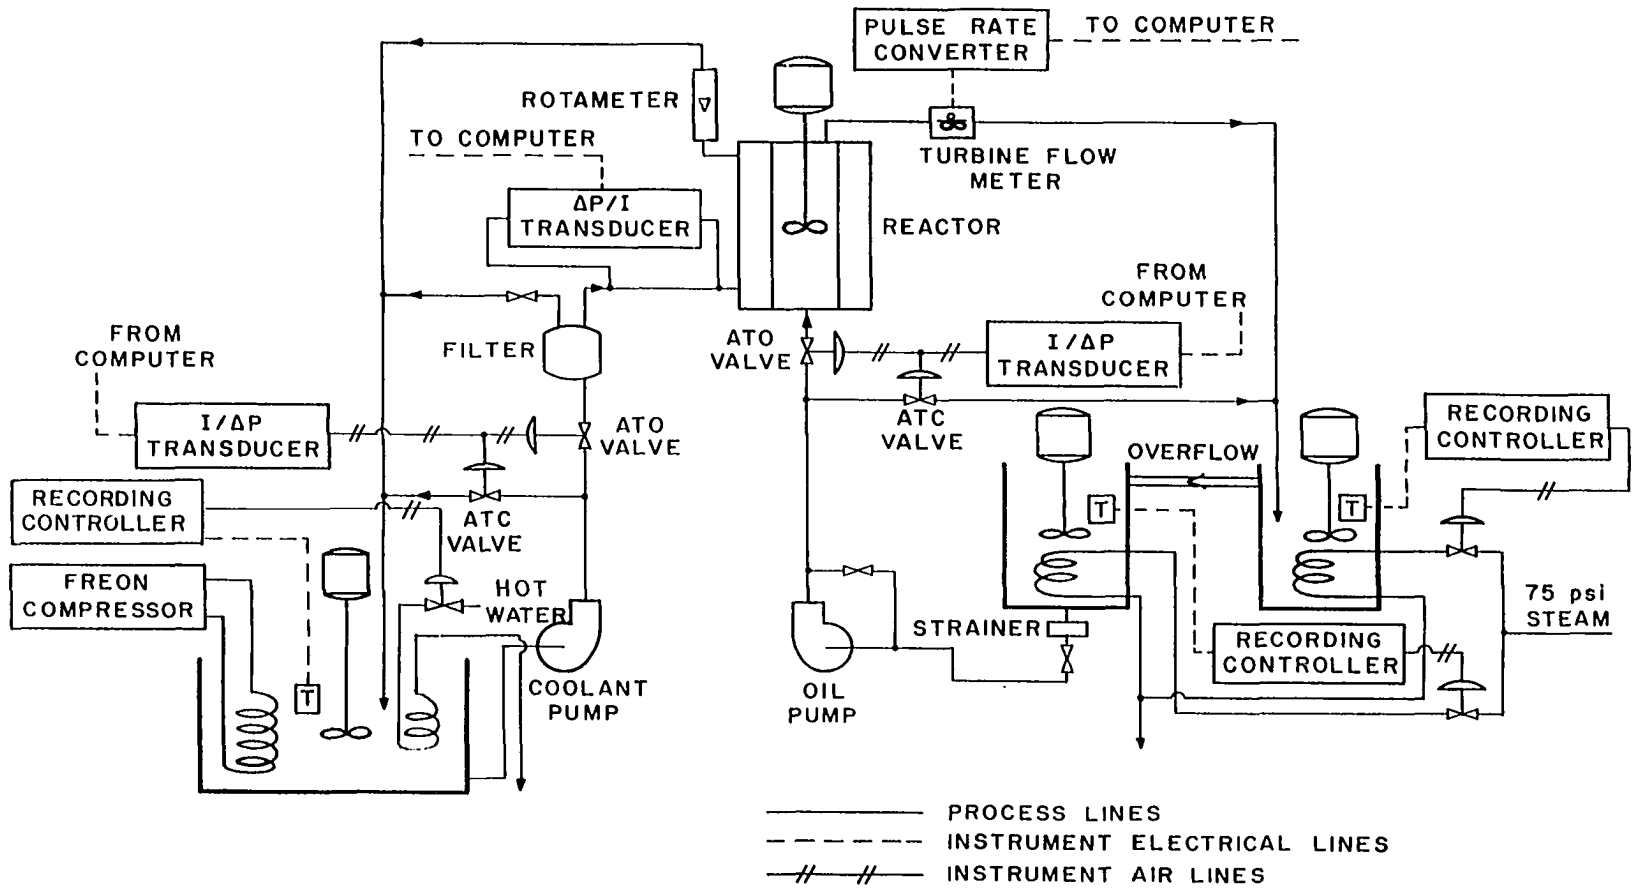 PULSE RATE
CONVERTER
TO COMPUTER
ROTAMETER
TO COMPUTER
TURBINE FLOW
METER
ΔP/I
TRANSDUCER
REACTOR
FROM
COMPUTER
FROM
COMPUTER
FILTER
ATO
VALVE
I/ΔP
TRANSDUCER
I/ΔP
TRANSDUCER
ATO
VALVE
ATC
VALVE
RECORDING
CONTROLLER
OVERFLOW
RECORDING
CONTROLLER
ATC
VALVE
T
T
FREON
COMPRESSOR
HOT
WATER
75 psi
STEAM
STRAINER
RECORDING
CONTROLLER
T
COOLANT
PUMP
OIL
PUMP
PROCESS LINES
INSTRUMENT ELECTRICAL LINES
INSTRUMENT AIR LINES